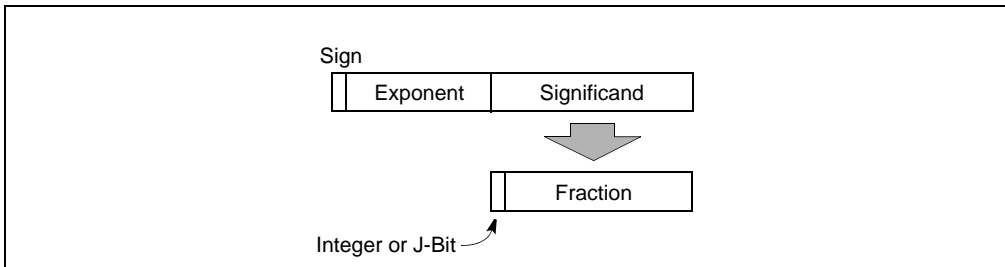 Sign
Exponent Significand
Fraction
Integer or J-Bit